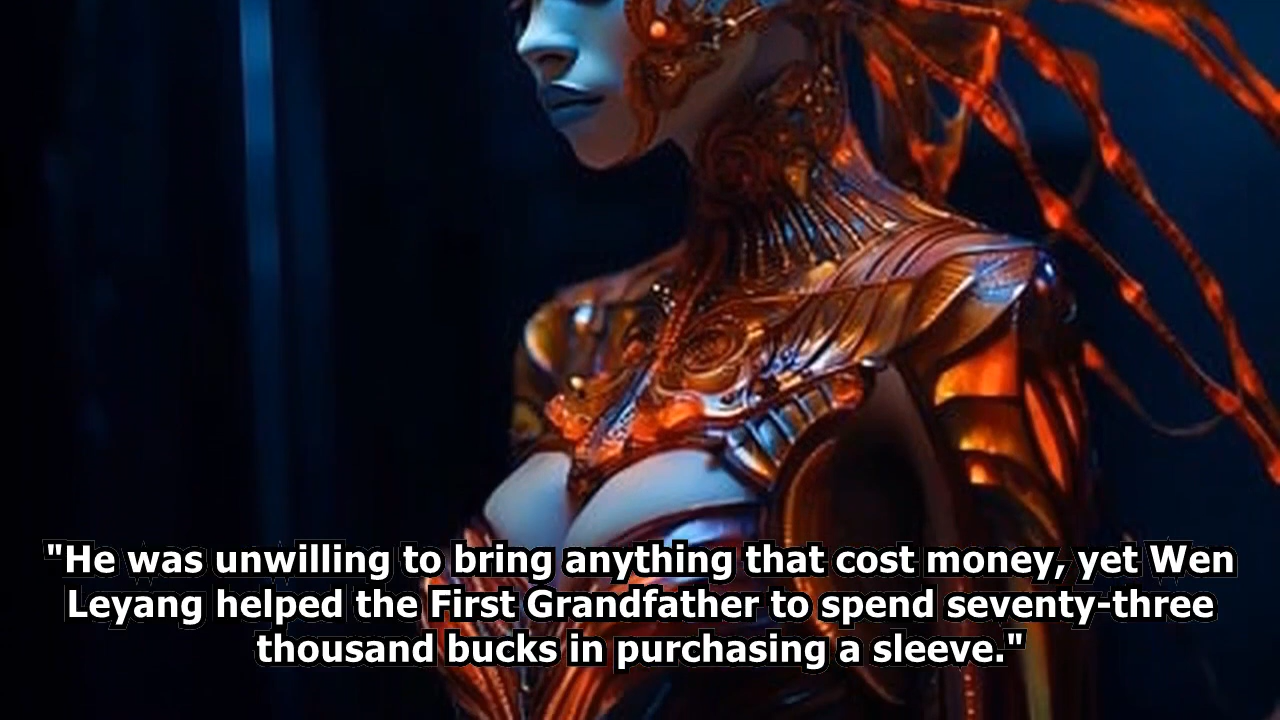 "He was unwilling to bring anything that cost money, yet Wen
Leyang helped the First Grandfather to spend seventy-three
thousand bucks in purchasing a sleeve."